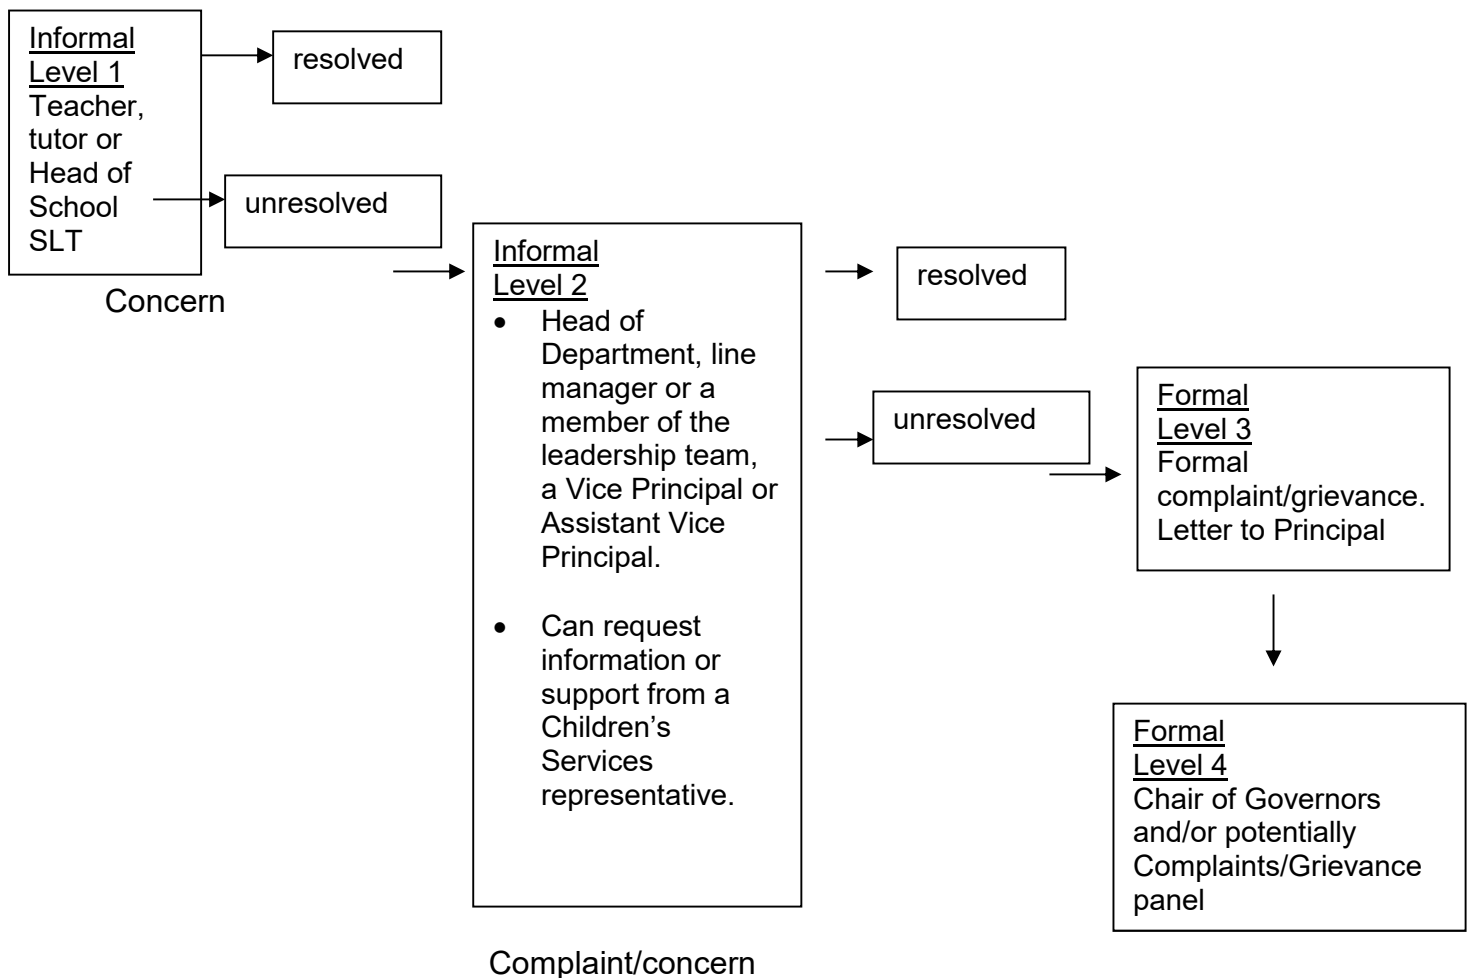 Informal
Level 1
Teacher,
tutor or
Head of
School
SLT
Concern
resolved
unresolved
Informal
Level 2
• Head of
Department, line
manager or a
member of the
leadership team,
a Vice Principal or
Assistant Vice
Principal.
• Can request
information or
support from a
Children’s
Services
representative.
Complaint/concern
resolved
unresolved
Formal
Level 3
Formal
complaint/grievance.
Letter to Principal
Formal
Level 4
Chair of Governors
and/or potentially
Complaints/Grievance
panel